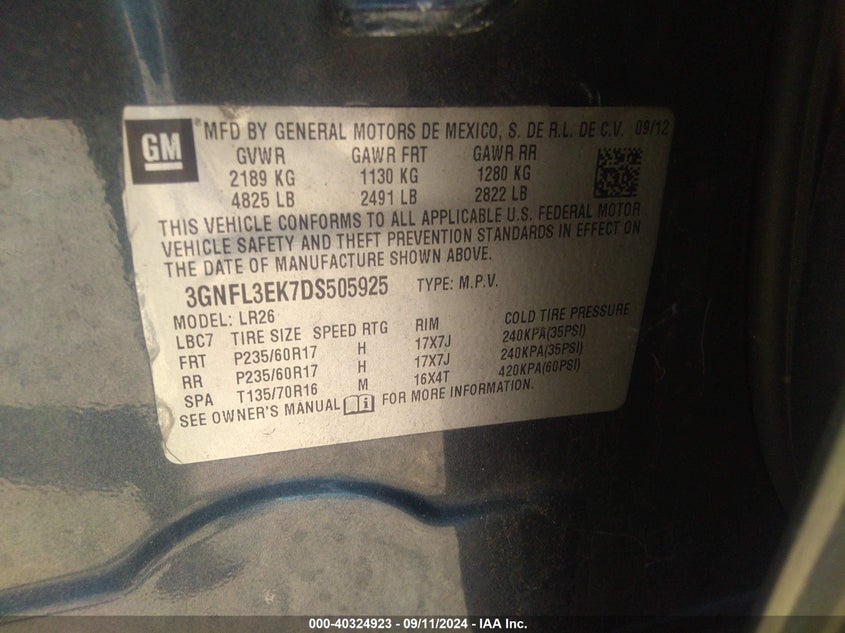 GM
MFD BY GENERAL MOTORS DE MEXICO, S. DE R.L. DE C.V. 09/12
GVWR GAWR FRT GAWR RR
2189 KG 1130 KG 1280 KG
4825 LB 2491 LB 2822 LB
THIS VEHICLE CONFORMS TO ALL APPLICABLE U.S. FEDERAL MOTOR
VEHICLE SAFETY AND THEFT PREVENTION STANDARDS IN EFFECT ON
THE DATE OF MANUFACTURE SHOWN ABOVE.
3GNFL3EK7DS505925 TYPE: M.P.V.
MODEL: LR26
LBC7 TIRE SIZE SPEED RTG RIM COLD TIRE PRESSURE
FRT P235/60R17 H 17X7J 240KPA(35PSI)
RR P235/60R17 H 17X7J 240KPA(35PSI)
SPA T135/70R16 M 16X4T 420KPA(60PSI)
SEE OWNER'S MANUAL FOR MORE INFORMATION.
000-40324923 - 09/11/2024 - IAA Inc.